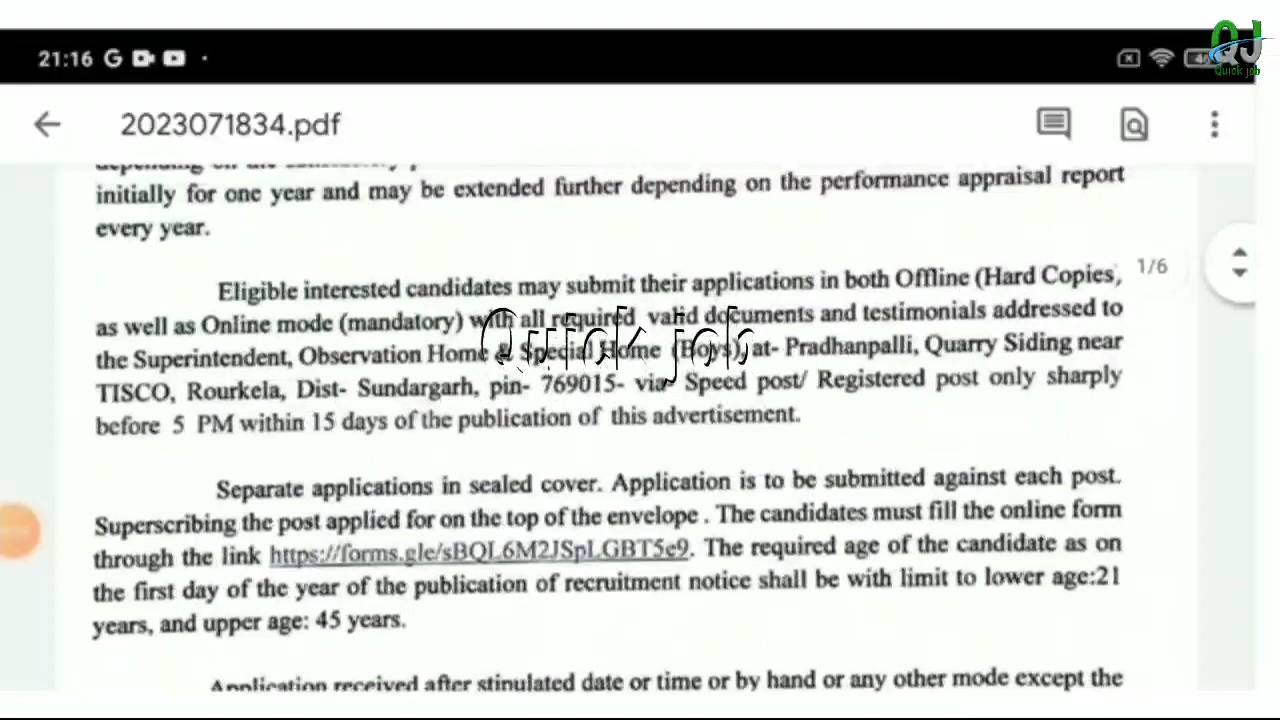 21:16
QJ
Quick job
2023071834.pdf
initially for one year and may be extended further depending on the performance appraisal report
every year.
1/6
Eligible interested candidates may submit their applications in both Offline (Hard Copies,
as well as Online mode (mandatory) with all required valid documents and testimonials addressed to
the Superintendent, Observation Home & Special Home (Boys), at- Pradhanpalli, Quarry Siding near
TISCO, Rourkela, Dist- Sundargarh, pin- 769015- via- Speed post/ Registered post only sharply
before 5 PM within 15 days of the publication of this advertisement.
Quick job
Separate applications in sealed cover. Application is to be submitted against each post.
Superscribing the post applied for on the top of the envelope . The candidates must fill the online form
through the link https://forms.gle/sBQL6M2JSpLGBT5e9. The required age of the candidate as on
the first day of the year of the publication of recruitment notice shall be with limit to lower age:21
years, and upper age: 45 years.
Application received after stipulated date or time or by hand or any other mode except the